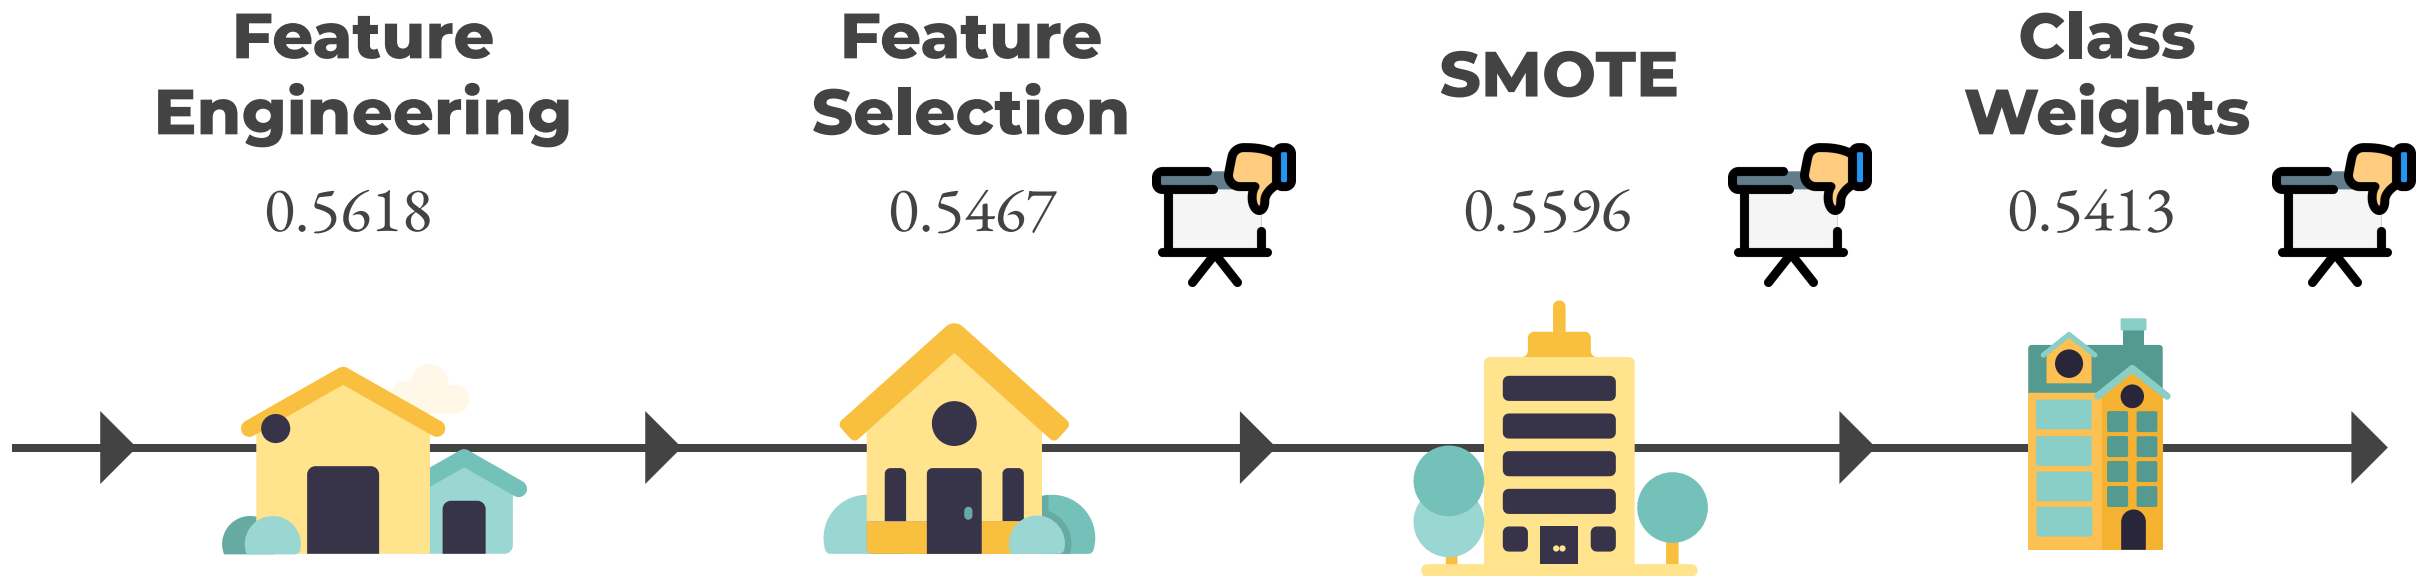 Feature
Engineering
0.5618
Feature
Selection
0.5467
SMOTE
0.5596
Class
Weights
0.5413